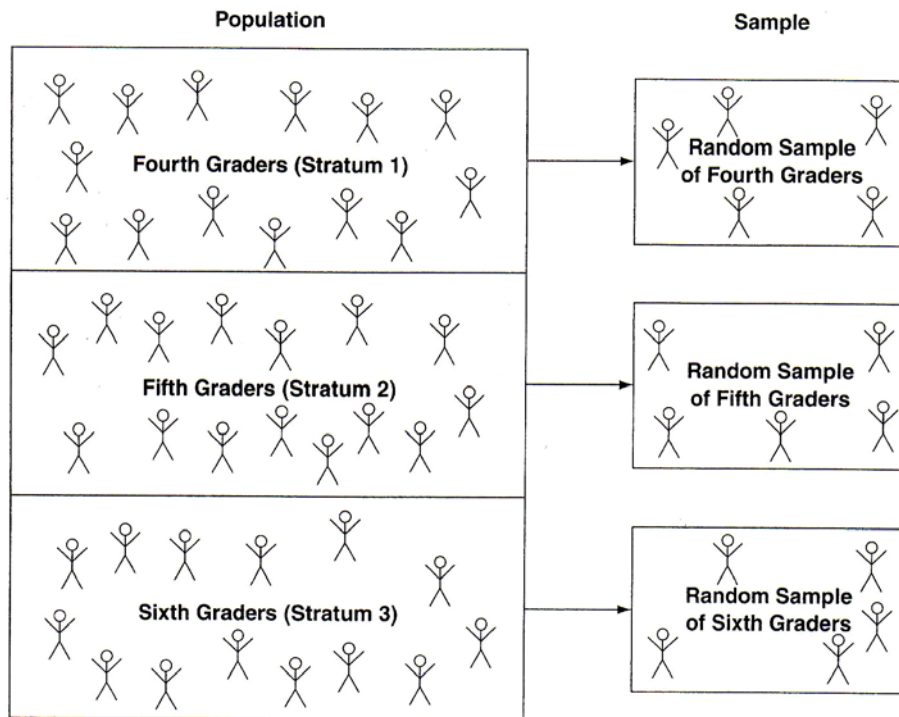 Population
Sample
Fourth Graders (Stratum 1)
Random Sample
of Fourth Graders
Fifth Graders (Stratum 2)
Random Sample
of Fifth Graders
Sixth Graders (Stratum 3)
Random Sample
of Sixth Graders